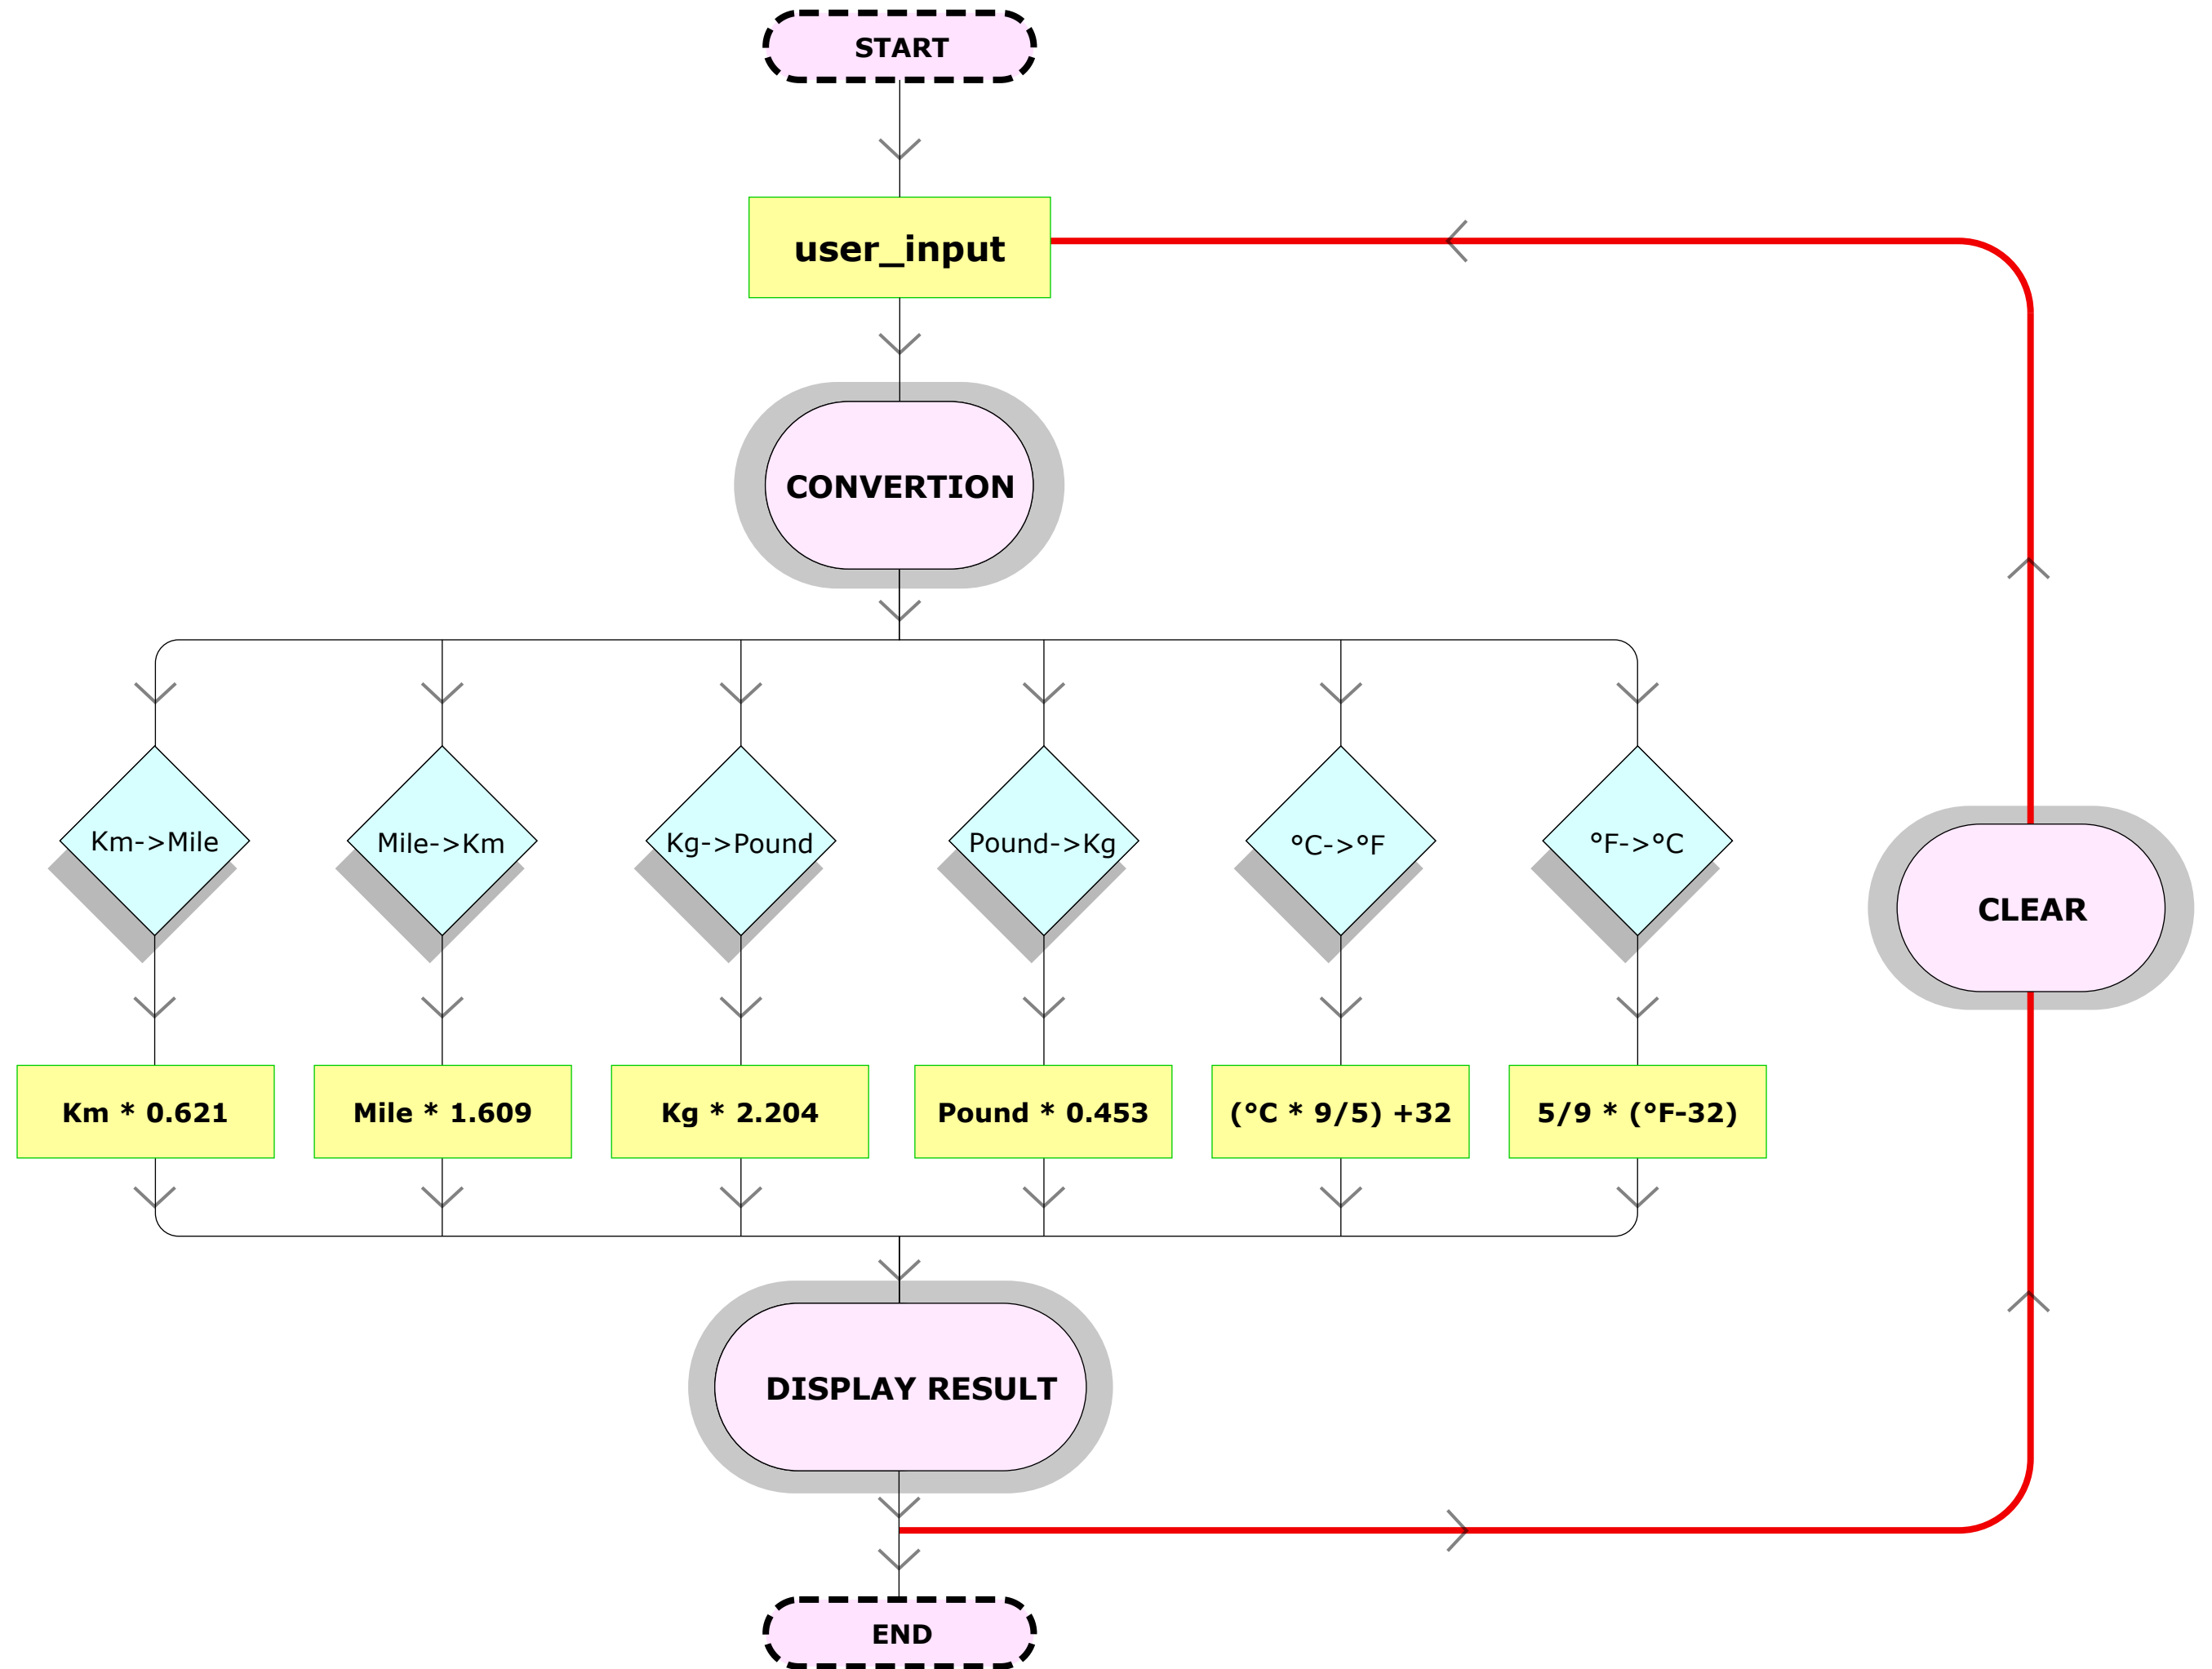 START
user_input
CONVERTION
Km->Mile
Mile->Km
Kg->Pound
Pound->Kg
°C->°F
°F->°C
CLEAR
Km * 0.621
Mile * 1.609
Kg * 2.204
Pound * 0.453
(°C * 9/5) +32
5/9 * (°F-32)
DISPLAY RESULT
END